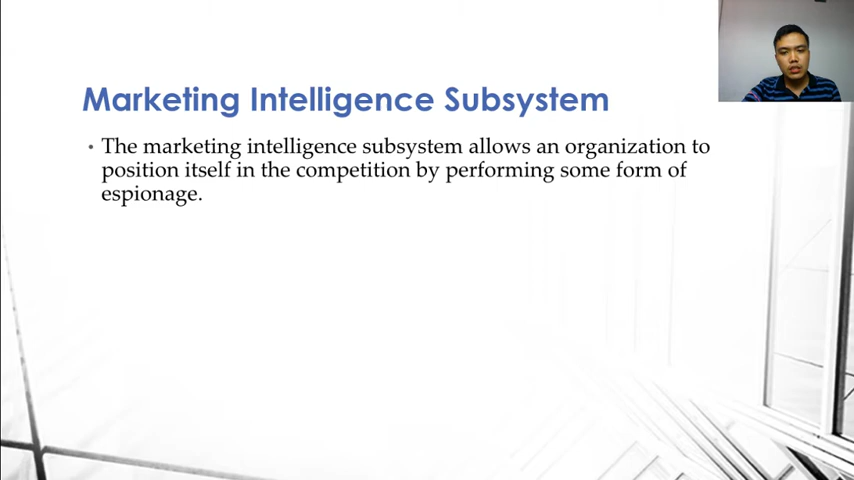 Marketing Intelligence Subsystem
• The marketing intelligence subsystem allows an organization to
position itself in the competition by performing some form of
espionage.